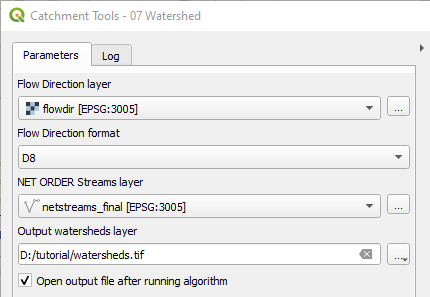 Catchment Tools - 07 Watershed
Parameters Log
Flow Direction layer
flowdir [EPSG:3005] ...
Flow Direction format
D8
NET ORDER Streams layer
netstreams_final [EPSG:3005] ...
Output watersheds layer
D:/tutorial/watersheds.tif ...
Open output file after running algorithm